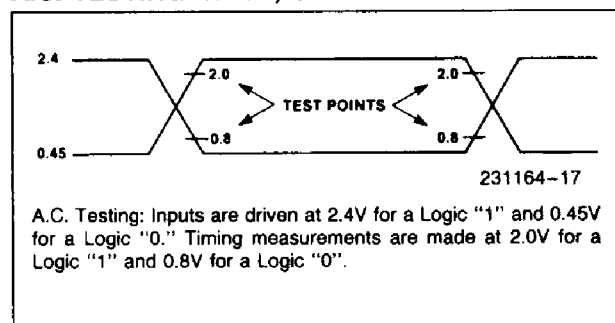 2.4
2.0
2.0
TEST POINTS
0.8
0.8
0.45
231164-17
A.C. Testing: Inputs are driven at 2.4V for a Logic "1" and 0.45V
for a Logic "0." Timing measurements are made at 2.0V for a
Logic "1" and 0.8V for a Logic "0".